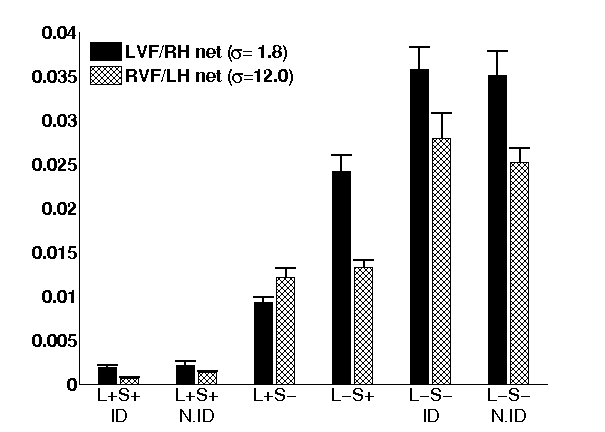 0.04
LVF/RH net (σ= 1.8)
0.035
RVF/LH net (σ=12.0)
0.03
0.025
0.02
0.015
0.01
0.005
0
L+S+ L+S+ L+S− L−S+ L−S− L−S−
ID N.ID ID N.ID